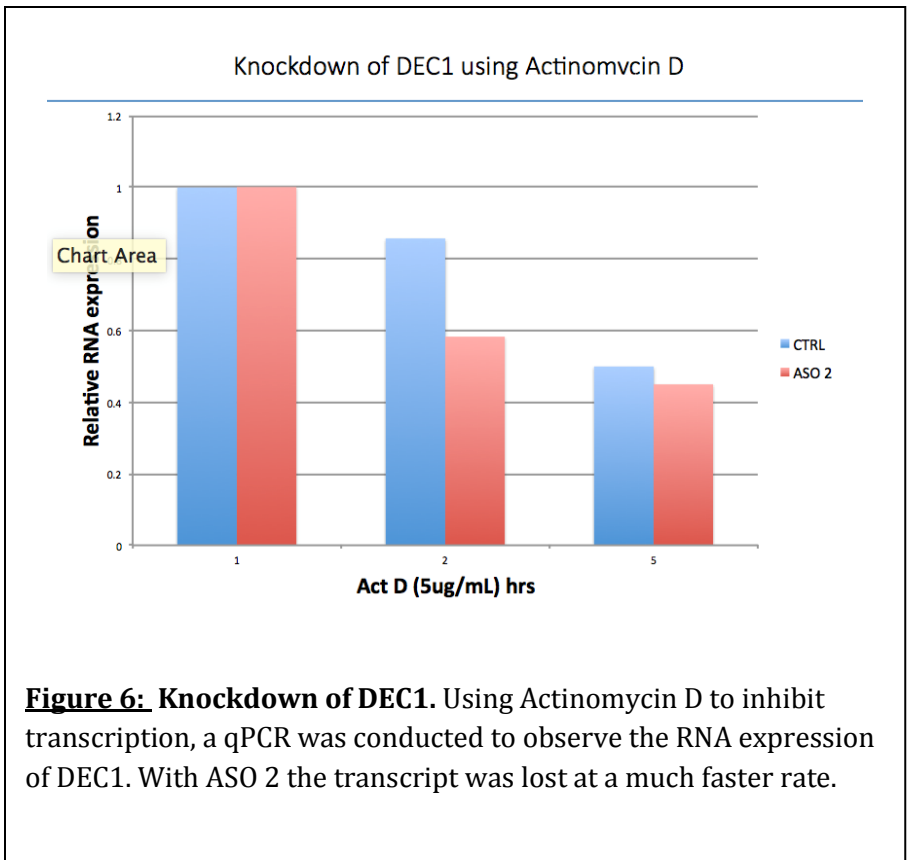 Knockdown of DEC1 using Actinomvcin D
1.2
1
Chart Area
0.6
0.4
0.2
0
Relative RNA expression
1 2 5
Act D (5ug/mL) hrs
CTRL
ASO 2
Figure 6: Knockdown of DEC1. Using Actinomycin D to inhibit
transcription, a qPCR was conducted to observe the RNA expression
of DEC1. With ASO 2 the transcript was lost at a much faster rate.